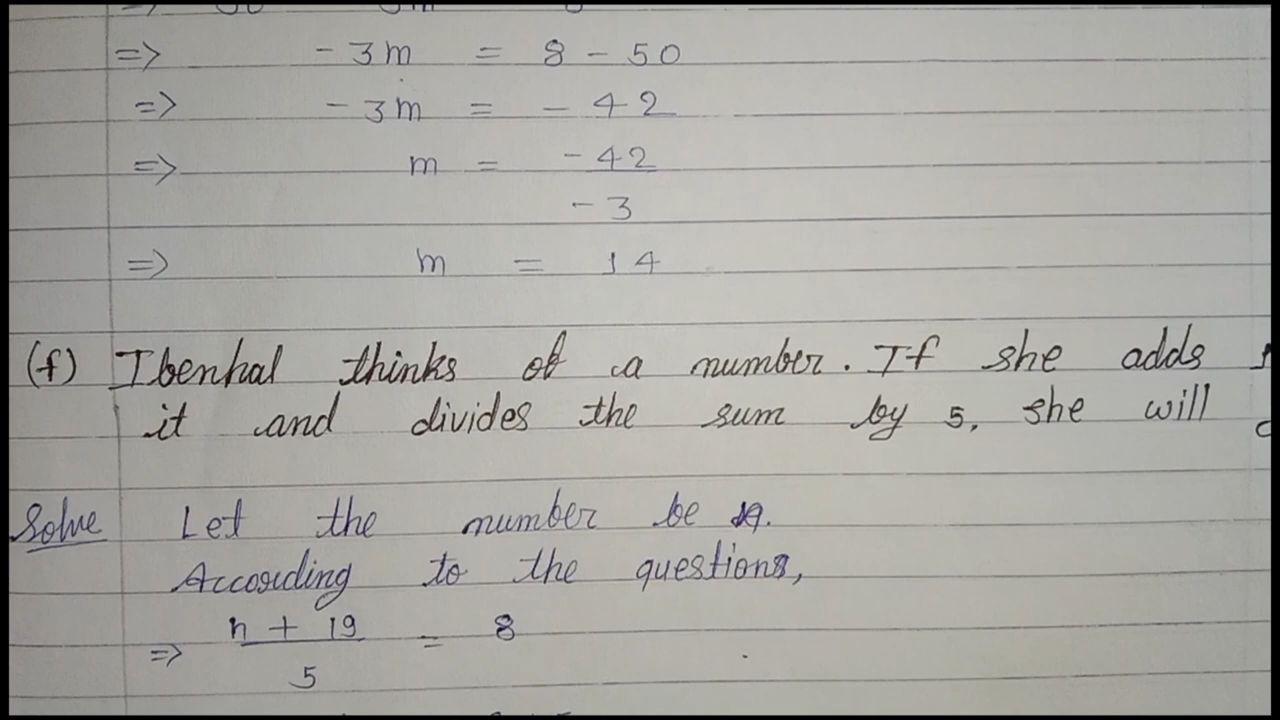 => - 3m = 8 - 50
=> - 3m = - 42
=> m = - 42
- 3
=> m = 14
(f) Ibenhal thinks of a number. If she adds
it and divides the sum by 5, she will
Solve Let the number be
According to the questions,
=> n + 19 = 8
5